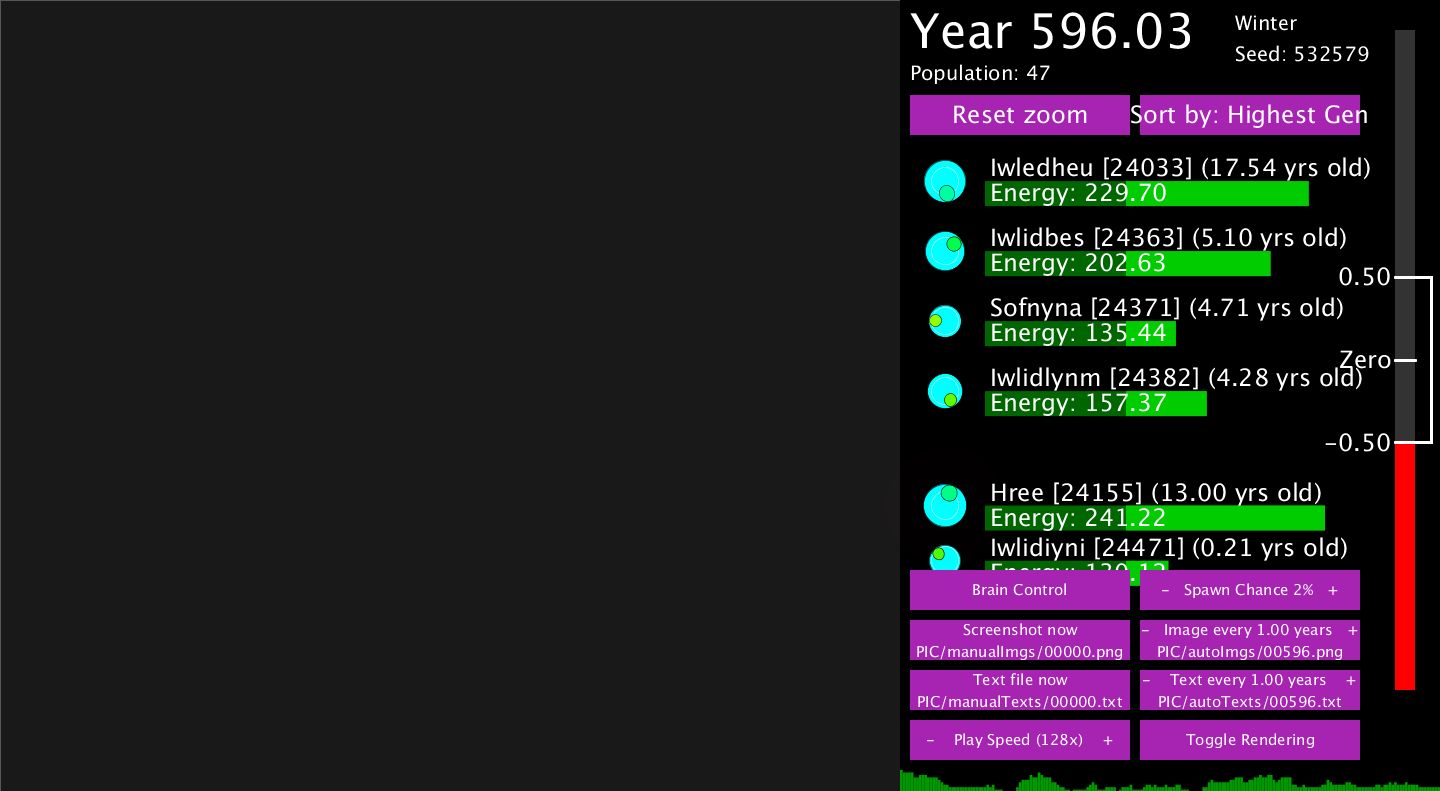 Year 596.03
Winter
Seed: 532579
Population: 47
Reset zoom
Sort by: Highest Gen
Iwledheu [24033] (17.54 yrs old)
Energy: 229.70
Iwlidbes [24363] (5.10 yrs old)
Energy: 202.63
0.50
Sofnyna [24371] (4.71 yrs old)
Energy: 135.44
Zero
Iwlidlynm [24382] (4.28 yrs old)
Energy: 157.37
-0.50
Hree [24155] (13.00 yrs old)
Energy: 241.22
Iwlidiyni [24471] (0.21 yrs old)
Energy:
Brain Control
- Spawn Chance 2% +
Screenshot now
PIC/manualImgs/00000.png
- Image every 1.00 years +
PIC/autoImgs/00596.png
Text file now
PIC/manualTexts/00000.txt
- Text every 1.00 years +
PIC/autoTexts/00596.txt
- Play Speed (128x) +
Toggle Rendering